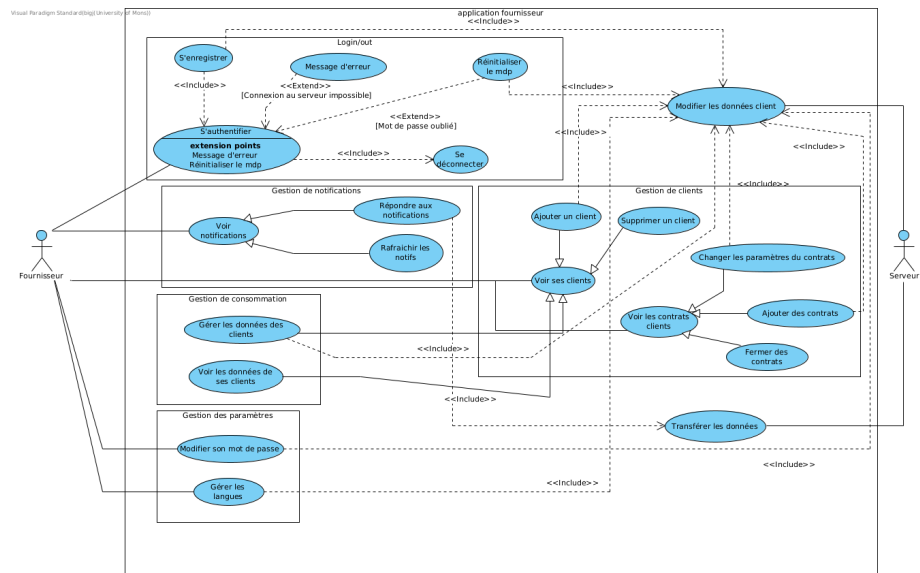 Visual Paradigm Standard(bjgj(University of Mons))
application fournisseur
<<Include>>
Login/out
S'enregistrer
Message d'erreur
Réinitialiser
le mdp
<<Include>>
<<Extend>>
[Connexion au serveur impossible]
<<Include>>
Modifier les données client
<<Extend>>
[Mot de passe oublié]
<<Include>>
S'authentifier
extension points
Message d'erreur
Réinitialiser le mdp
<<Include>>
Se
déconnecter
<<Include>>
<<Include>>
Gestion de notifications
Gestion de clients
Voir
notifications
Répondre aux
notifications
Rafraichir les
notifs
Ajouter un client
Supprimer un client
Changer les paramètres du contrats
Fournisseur
Serveur
Voir ses clients
Gestion de consommation
Gérer les données des
clients
Voir les contrats
clients
Ajouter des contrats
Fermer des
contrats
<<Include>>
Voir les données de
ses clients
<<Include>>
Gestion des paramètres
Transférer les données
Modifier son mot de passe
<<Include>>
Gérer les
langues
<<Include>>